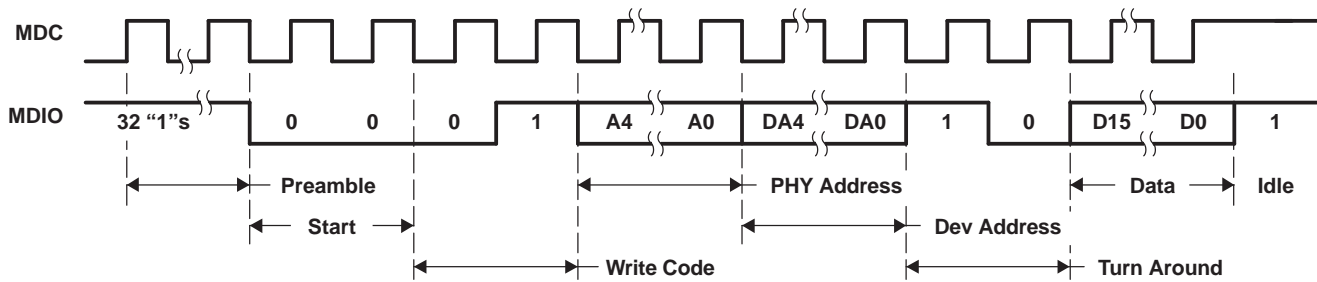 MDC
MDIO
32 “1”s 0 0 0 1 A4 A0 DA4 DA0 1 0 D15 D0 1
Preamble PHY Address Data Idle
Start Dev Address
Write Code Turn Around